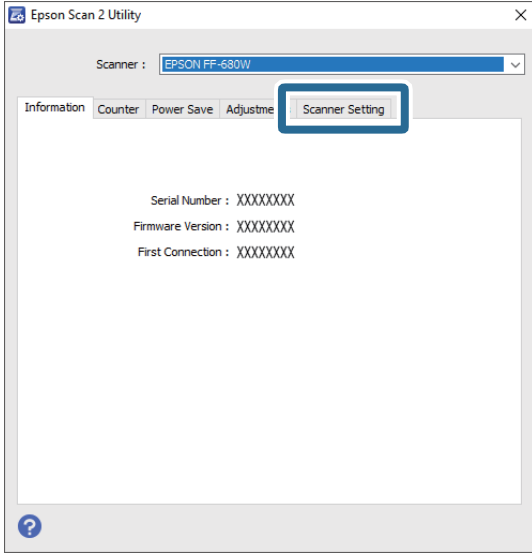 Epson Scan 2 Utility
Scanner : EPSON FF-680W
Information Counter Power Save Adjustme Scanner Setting
Serial Number : XXXXXXXX
Firmware Version : XXXXXXXX
First Connection : XXXXXXXX
?